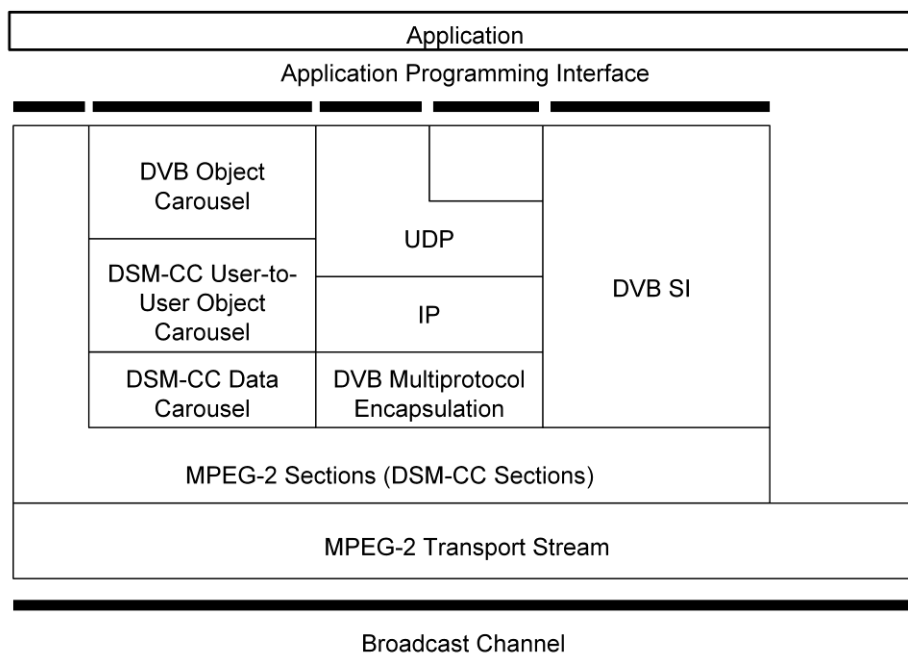 Application
Application Programming Interface
DVB Object
Carousel
DSM-CC User-to-
User Object
Carousel
DSM-CC Data
Carousel
UDP
IP
DVB Multiprotocol
Encapsulation
DVB SI
MPEG-2 Sections (DSM-CC Sections)
MPEG-2 Transport Stream
Broadcast Channel